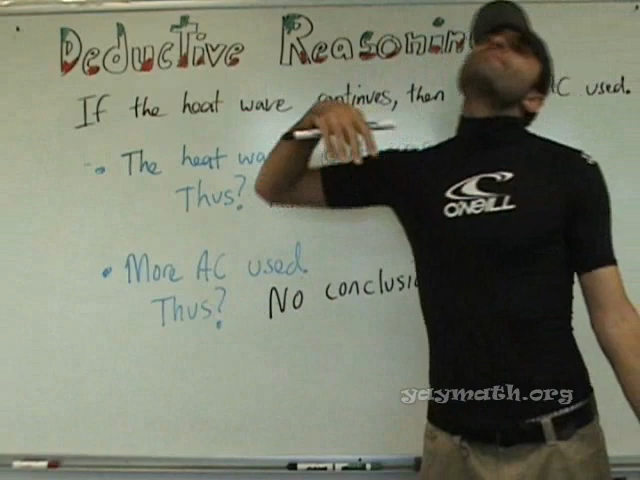 Deductive Reasonin
If the heat wave continues, then AC used.
• The heat wa
Thus?
• More AC used.
Thus? No conclusi
O'NEILL
yaymath.org